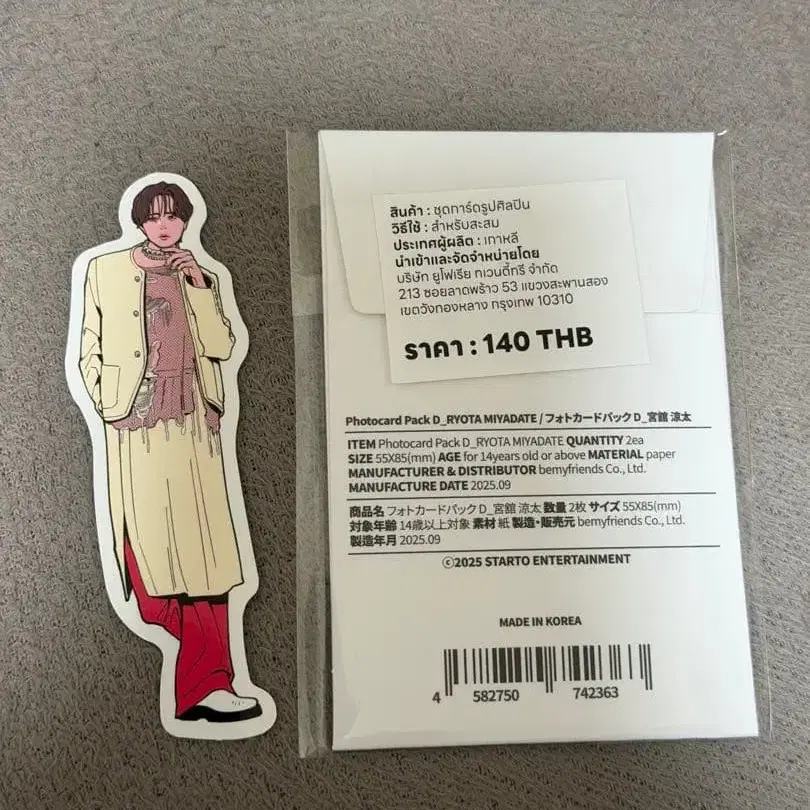 สินค้า : ชุดการ์ดรูปศิลปิน
วิธีใช้ : สำหรับสะสม
ประเทศผู้ผลิต : เกาหลี
นำเข้าและจัดจำหน่ายโดย
บริษัท ยูโฟเรีย ทเวนตี้ทรี จำกัด
213 ซอยลาดพร้าว 53 แขวงสะพานสอง
เขตวังทองหลาง กรุงเทพ 10310
ราคา : 140 THB
Photocard Pack D_RYOTA MIYADATE / フォトカードパック D_宮舘 涼太
ITEM Photocard Pack D_RYOTA MIYADATE QUANTITY 2ea
SIZE 55X85(mm) AGE for 14years old or above MATERIAL paper
MANUFACTURER & DISTRIBUTOR bemyfriends Co., Ltd.
MANUFACTURE DATE 2025.09
商品名 フォトカードパック D_宮舘 涼太 数量 2枚 サイズ 55X85(mm)
対象年齢 14歳以上対象 素材 紙 製造・販売元 bemyfriends Co., Ltd.
製造年月 2025.09
©2025 STARTO ENTERTAINMENT
MADE IN KOREA
4 582750 742363